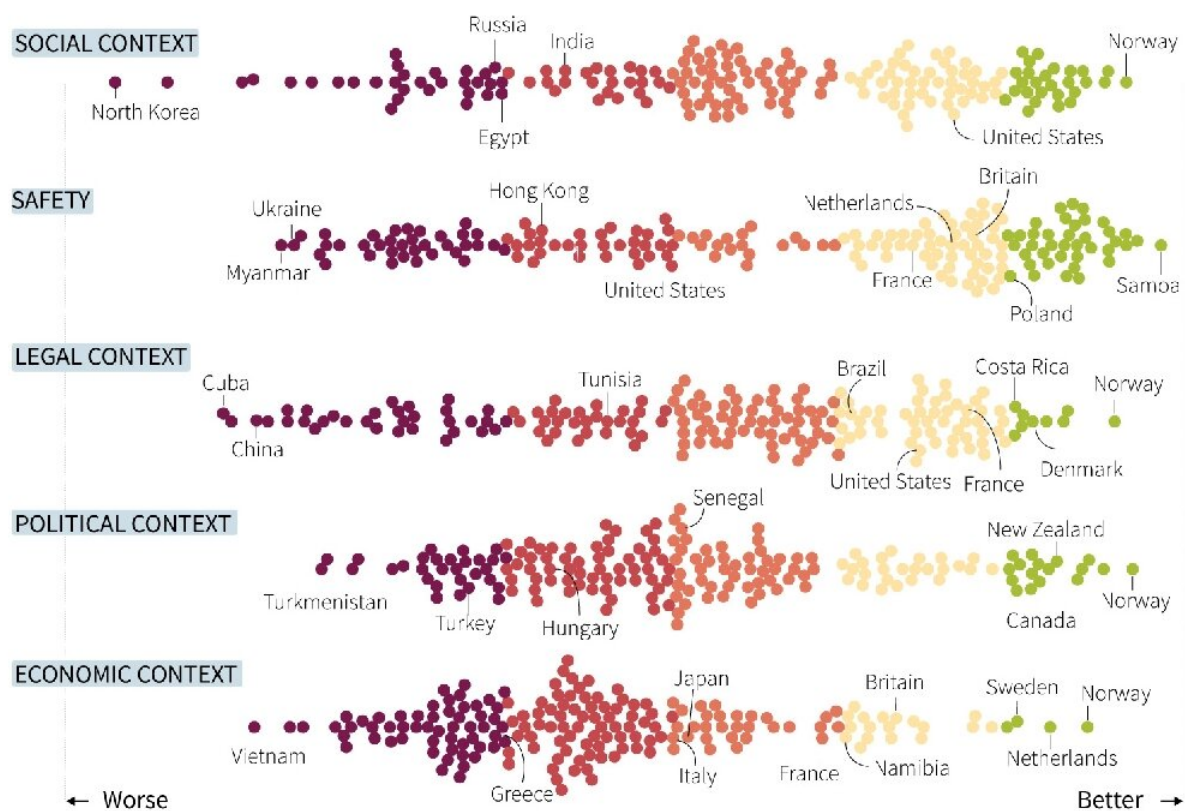 SOCIAL CONTEXT
Russia
India
Norway
North Korea
Egypt
United States
SAFETY
Ukraine
Hong Kong
Netherlands
Britain
Myanmar
United States
France
Poland
Samoa
LEGAL CONTEXT
Cuba
Tunisia
Brazil
Costa Rica
Norway
China
United States
France
Denmark
POLITICAL CONTEXT
Senegal
New Zealand
Turkmenistan
Turkey
Hungary
Canada
Norway
ECONOMIC CONTEXT
Japan
Britain
Sweden
Norway
Vietnam
Greece
Italy
France
Namibia
Netherlands
← Worse
Better →